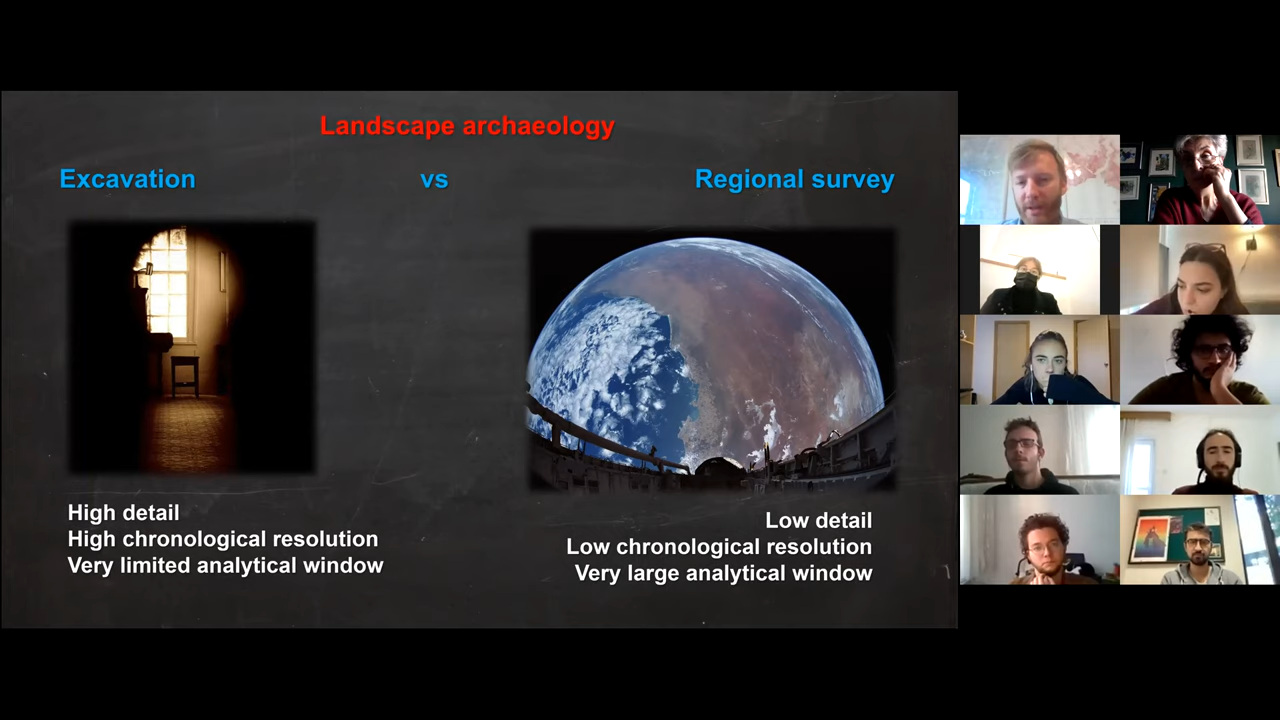 Landscape archaeology
Excavation vs Regional survey
High detail
High chronological resolution
Very limited analytical window
Low detail
Low chronological resolution
Very large analytical window